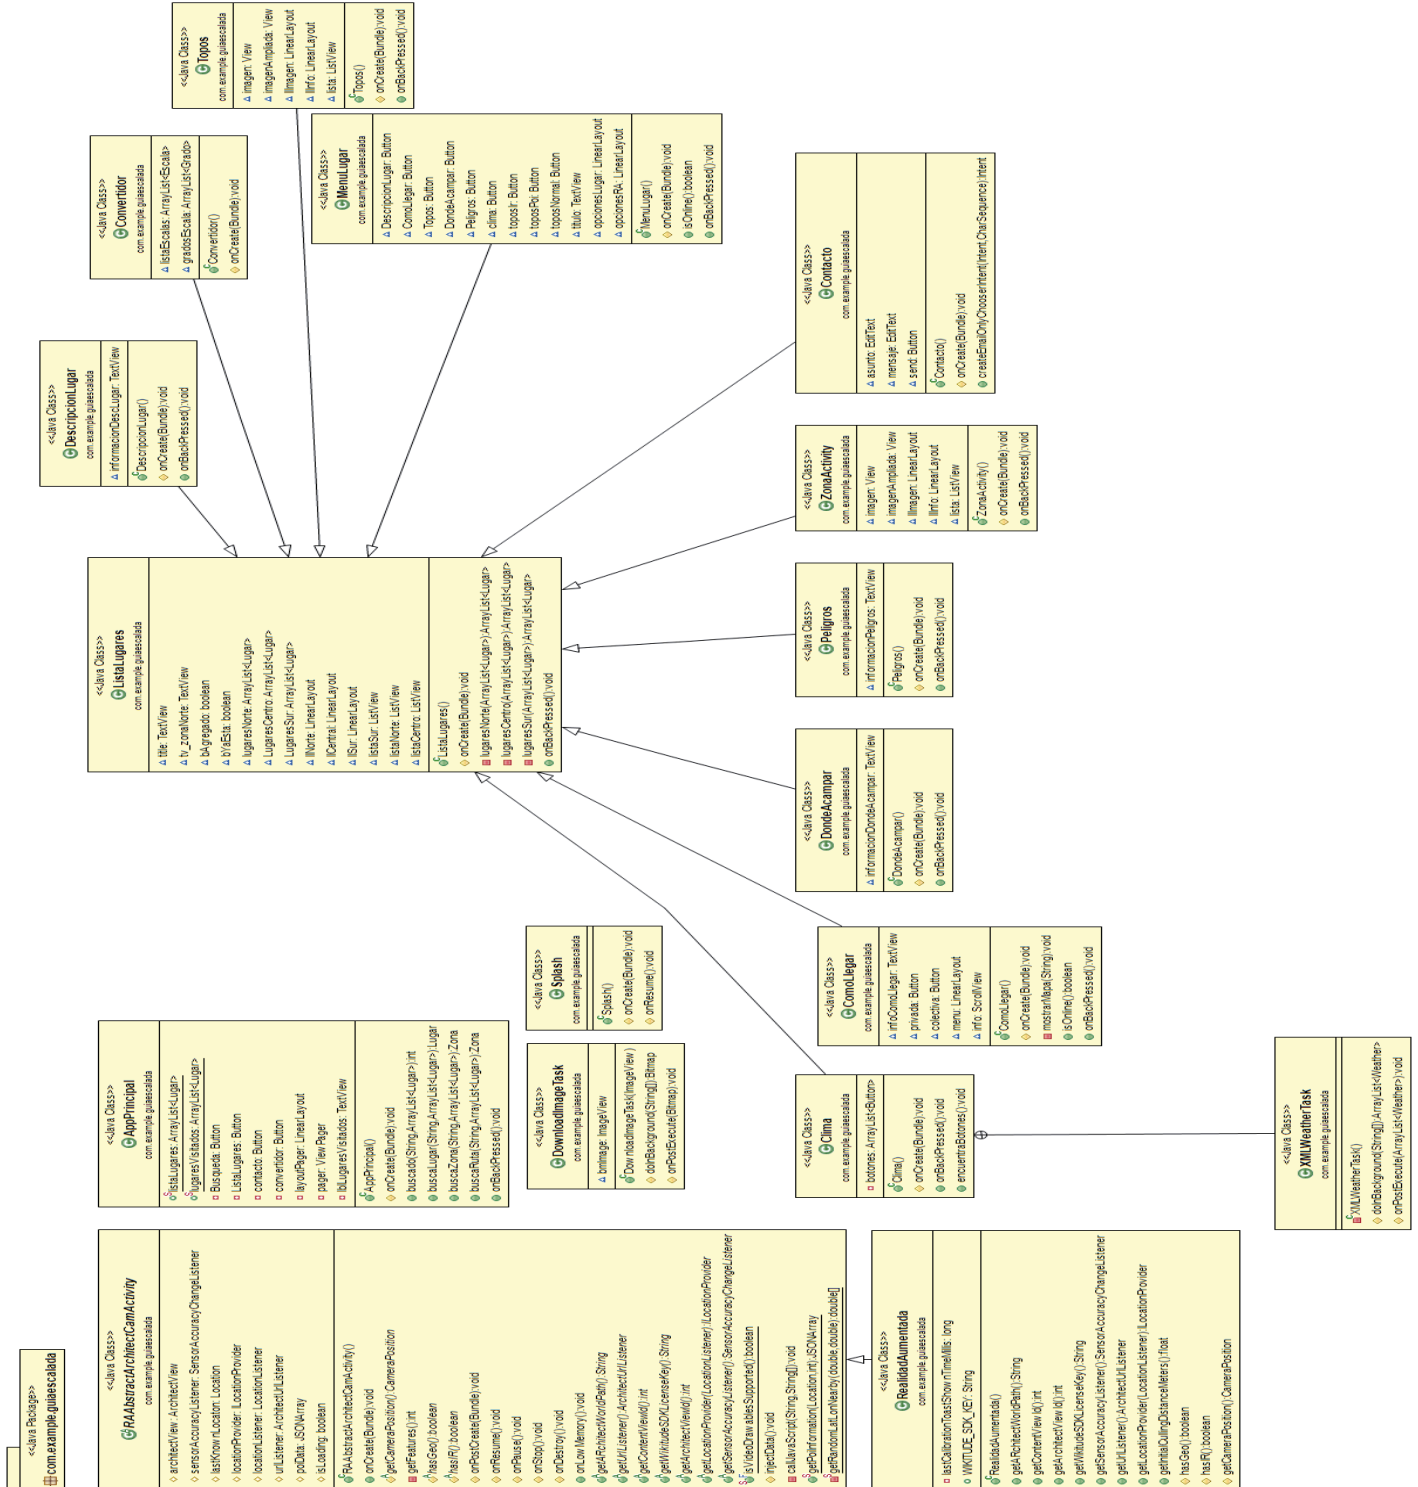 <<Java Package>>
com.example.guiaescalada
<<Java Class>>
RAAbstractArchitectCamActivity
com.example.guiaescalada
architectView: ArchitectView
sensorAccuracyListener: SensorAccuracyChangeListener
lastKnownLocation: Location
locationProvider: ILocationProvider
locationListener: LocationListener
urlListener: ArchitectUrlListener
poiData: JSONArray
isLoading: boolean
RAAbstractArchitectCamActivity()
onCreate(Bundle):void
getCameraPosition():CameraPosition
getFeatures():int
hasGeo():boolean
hasIR():boolean
onPostCreate(Bundle):void
onResume():void
onPause():void
onStop():void
onDestroy():void
onLowMemory():void
getARchitectWorldPath():String
getUrlListener():ArchitectUrlListener
getContentViewId():int
getWikitudeSDKLicenseKey():String
getArchitectViewId():int
getLocationProvider(LocationListener):ILocationProvider
getSensorAccuracyListener():SensorAccuracyChangeListener
isVideoDrawablesSupported():boolean
injectData():void
callJavaScript(String,String[]):void
getPoiInformation(Location,int):JSONArray
getRandomLatLonNearby(double,double):double[]
<<Java Class>>
RealidadAumentada
com.example.guiaescalada
lastCalibrationToastShownTimeMillis: long
WIKITUDE_SDK_KEY: String
RealidadAumentada()
getARchitectWorldPath():String
getContentViewId():int
getArchitectViewId():int
getWikitudeSDKLicenseKey():String
getSensorAccuracyListener():SensorAccuracyChangeListener
getUrlListener():ArchitectUrlListener
getLocationProvider(LocationListener):ILocationProvider
getInitialCullingDistanceMeters():float
hasGeo():boolean
hasIR():boolean
getCameraPosition():CameraPosition
<<Java Class>>
AppPrincipal
com.example.guiaescalada
listaLugares: ArrayList<Lugar>
lugaresVisitados: ArrayList<Lugar>
Busqueda: Button
ListaLugares: Button
contacto: Button
convertidor: Button
layoutPager: LinearLayout
pager: ViewPager
lblLugaresVisitados: TextView
AppPrincipal()
onCreate(Bundle):void
buscado(String,ArrayList<Lugar>):int
buscaLugar(String,ArrayList<Lugar>):Lugar
buscaZona(String,ArrayList<Lugar>):Zona
buscaRuta(String,ArrayList<Lugar>):Zona
onBackPressed():void
<<Java Class>>
DownloadImageTask
com.example.guiaescalada
bmImage: ImageView
DownloadImageTask(ImageView)
doInBackground(String[]):Bitmap
onPostExecute(Bitmap):void
<<Java Class>>
Splash
com.example.guiaescalada
Splash()
onCreate(Bundle):void
onResume():void
<<Java Class>>
Clima
com.example.guiaescalada
botones: ArrayList<Button>
Clima()
onCreate(Bundle):void
onBackPressed():void
encuentraBotones():void
<<Java Class>>
XMLWeatherTask
com.example.guiaescalada
XMLWeatherTask()
doInBackground(String[]):ArrayList<Weather>
onPostExecute(ArrayList<Weather>):void
<<Java Class>>
ComoLlegar
com.example.guiaescalada
infoComoLlegar: TextView
privada: Button
colectiva: Button
menu: LinearLayout
info: ScrollView
ComoLlegar()
onCreate(Bundle):void
mostrarMapa(String):void
isOnline():boolean
onBackPressed():void
<<Java Class>>
ListaLugares
com.example.guiaescalada
title: TextView
tv_zonaNorte: TextView
bAgregado: boolean
bYaEsta: boolean
lugaresNorte: ArrayList<Lugar>
LugaresCentro: ArrayList<Lugar>
LugaresSur: ArrayList<Lugar>
llNorte: LinearLayout
llCentral: LinearLayout
llSur: LinearLayout
listaSur: ListView
listaNorte: ListView
listaCentro: ListView
ListaLugares()
onCreate(Bundle):void
lugaresNorte(ArrayList<Lugar>):ArrayList<Lugar>
lugaresCentro(ArrayList<Lugar>):ArrayList<Lugar>
lugaresSur(ArrayList<Lugar>):ArrayList<Lugar>
onBackPressed():void
<<Java Class>>
DondeAcampar
com.example.guiaescalada
informacionDondeAcampar: TextView
DondeAcampar()
onCreate(Bundle):void
onBackPressed():void
<<Java Class>>
Peligros
com.example.guiaescalada
informacionPeligros: TextView
Peligros()
onCreate(Bundle):void
onBackPressed():void
<<Java Class>>
ZonaActivity
com.example.guiaescalada
imagen: View
imagenAmpliada: View
llImagen: LinearLayout
llInfo: LinearLayout
lista: ListView
ZonaActivity()
onCreate(Bundle):void
onBackPressed():void
<<Java Class>>
Contacto
com.example.guiaescalada
asunto: EditText
mensaje: EditText
send: Button
Contacto()
onCreate(Bundle):void
createEmailOnlyChooserIntent(Intent,CharSequence):Intent
<<Java Class>>
DescripcionLugar
com.example.guiaescalada
informacionDescLugar: TextView
DescripcionLugar()
onCreate(Bundle):void
onBackPressed():void
<<Java Class>>
Convertidor
com.example.guiaescalada
listaEscalas: ArrayList<Escala>
gradosEscala: ArrayList<Grado>
Convertidor()
onCreate(Bundle):void
<<Java Class>>
Topos
com.example.guiaescalada
imagen: View
imagenAmpliada: View
llImagen: LinearLayout
llInfo: LinearLayout
lista: ListView
Topos()
onCreate(Bundle):void
onBackPressed():void
<<Java Class>>
MenuLugar
com.example.guiaescalada
DescripcionLugar: Button
ComoLlegar: Button
Topos: Button
DondeAcampar: Button
Peligros: Button
clima: Button
toposIr: Button
toposPoi: Button
toposNormal: Button
titulo: TextView
opcionesLugar: LinearLayout
opcionesRA: LinearLayout
MenuLugar()
onCreate(Bundle):void
isOnline():boolean
onBackPressed():void